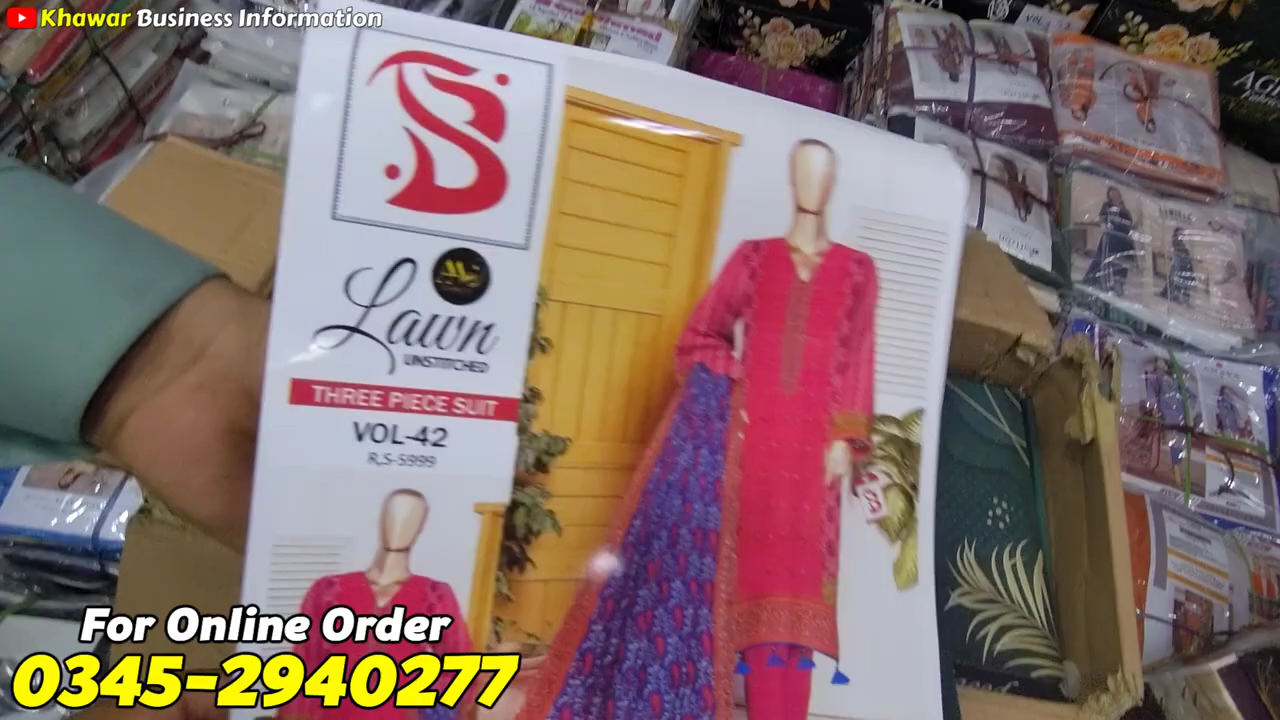 Khawar Business Information
S
Lawn
UNSTITCHED
THREE PIECE SUIT
VOL-42
R,S-5999
For Online Order
0345-2940277